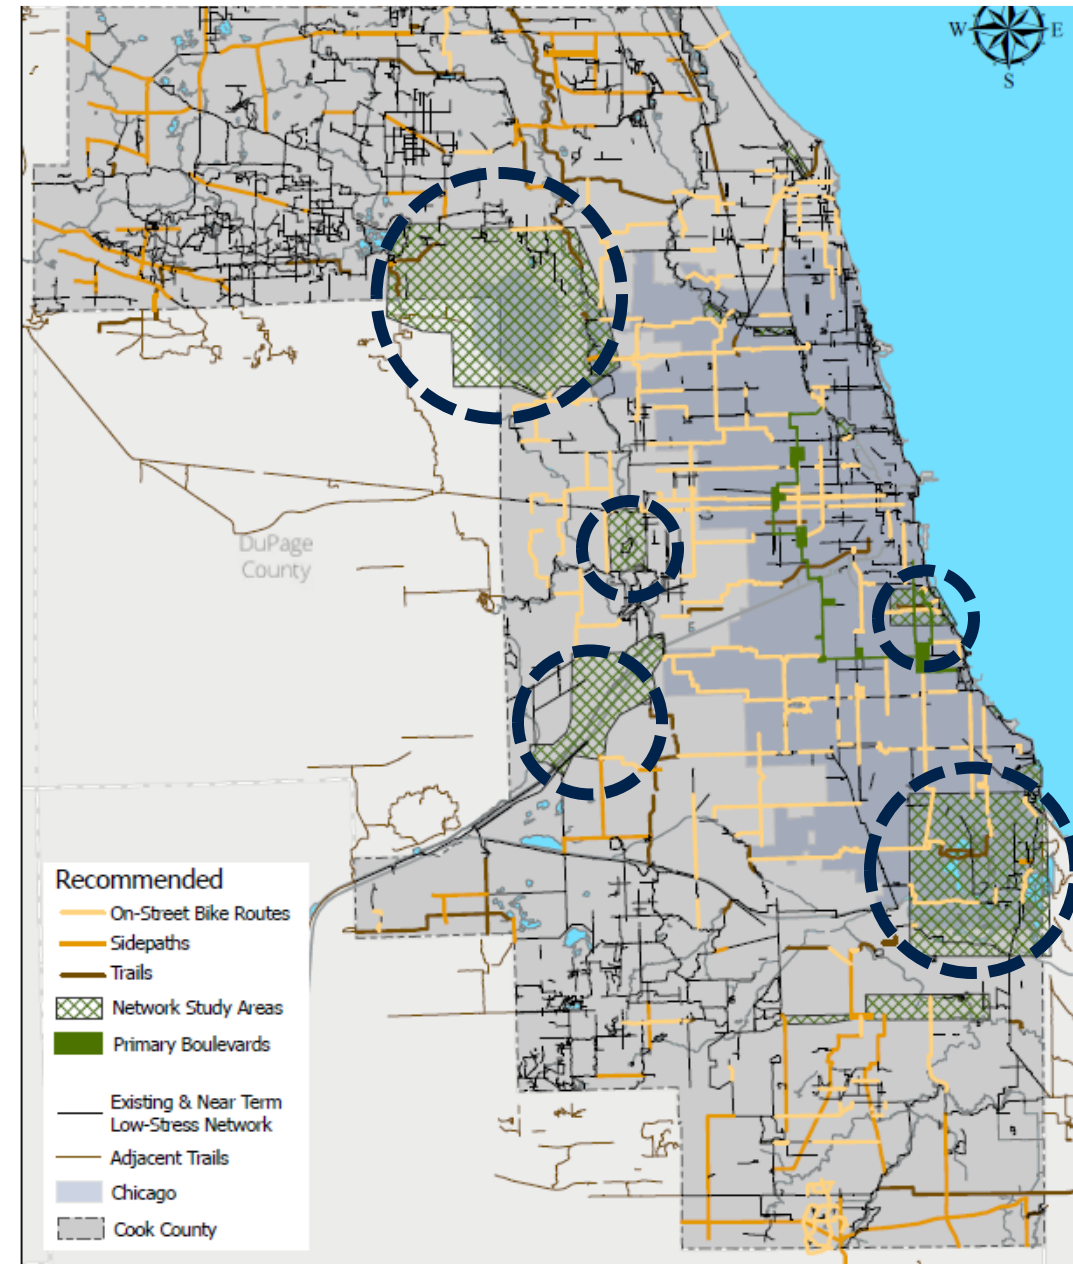 W E
S
DuPage
County
Recommended
On-Street Bike Routes
Sidepaths
Trails
Network Study Areas
Primary Boulevards
Existing & Near Term
Low-Stress Network
Adjacent Trails
Chicago
Cook County